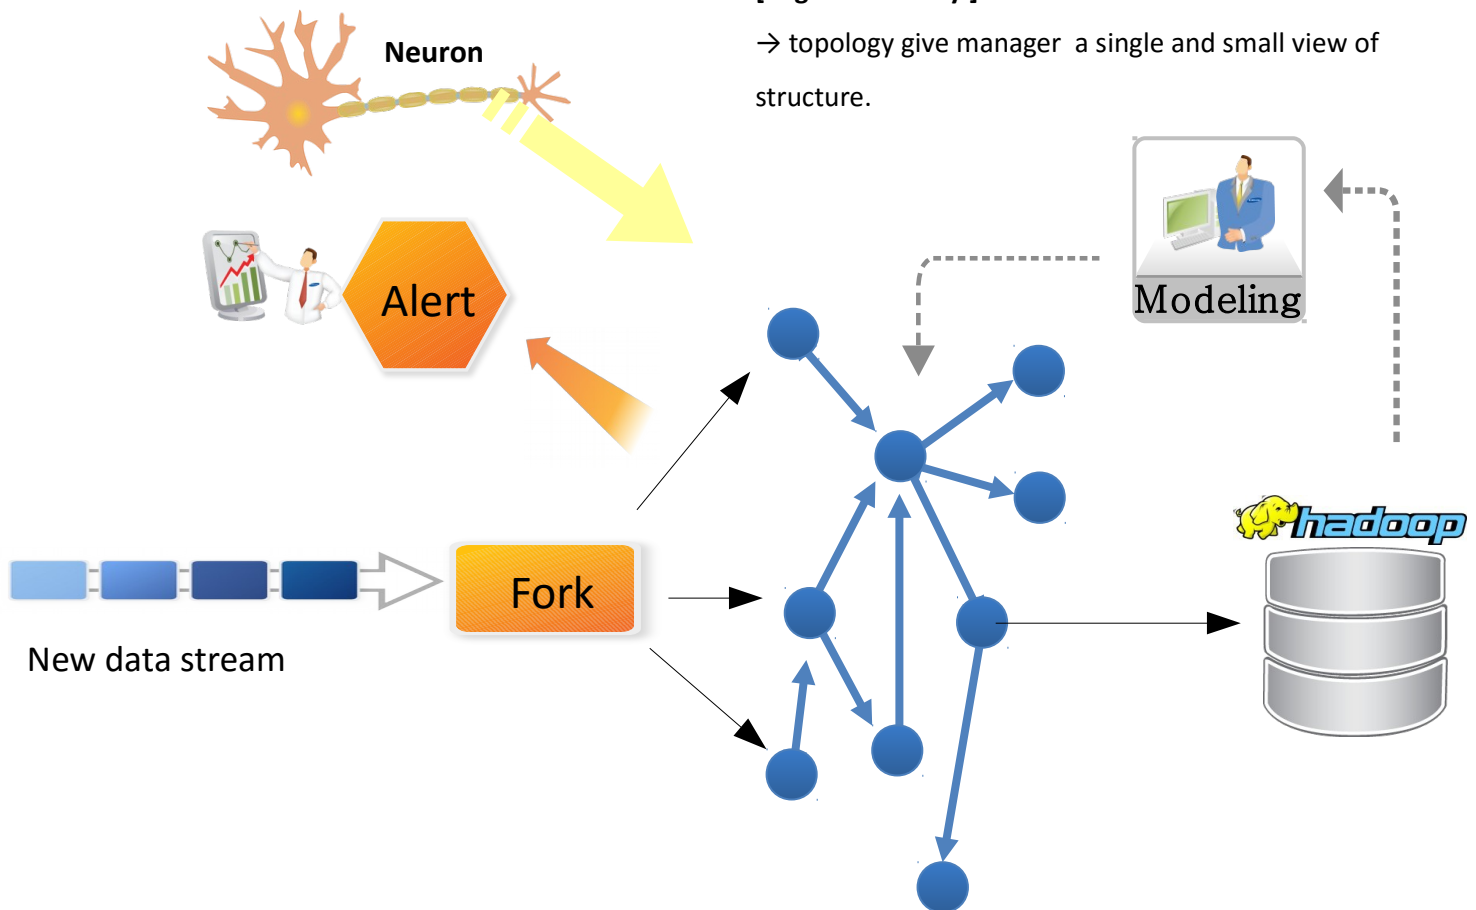 Neuron
→ topology give manager a single and small view of
structure.
Alert
Modeling
hadoop
Fork
New data stream